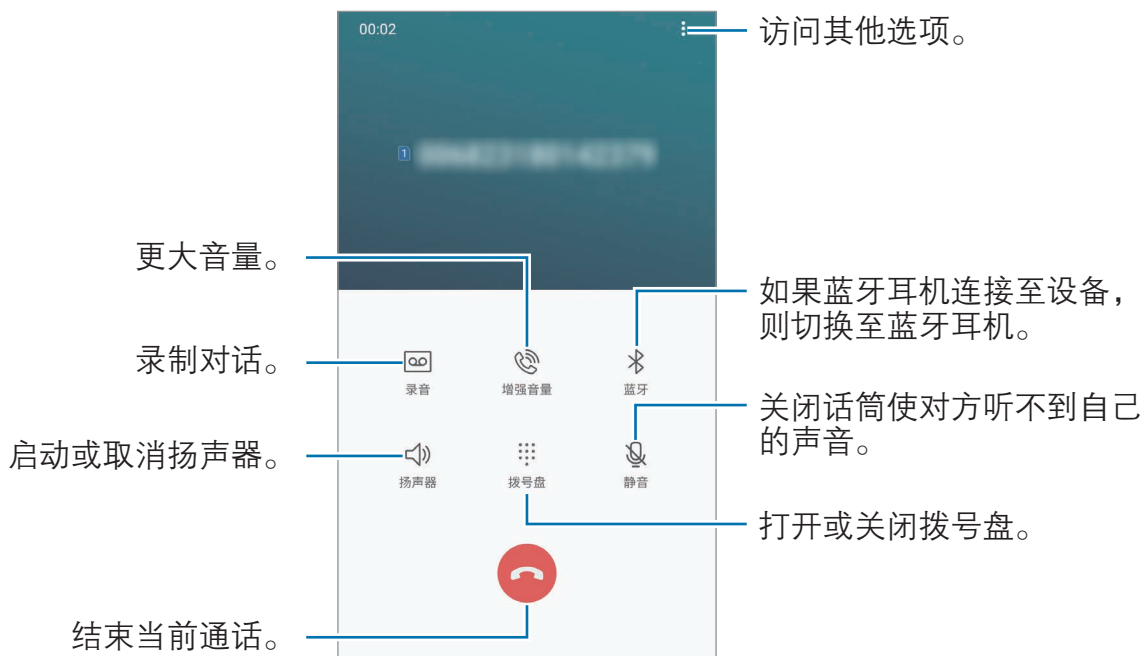 00:02
访问其他选项。
1
更大音量。
如果蓝牙耳机连接至设备，
则切换至蓝牙耳机。
录制对话。
录音
增强音量
蓝牙
关闭话筒使对方听不到自己
的声音。
启动或取消扬声器。
扬声器
拨号盘
静音
打开或关闭拨号盘。
结束当前通话。